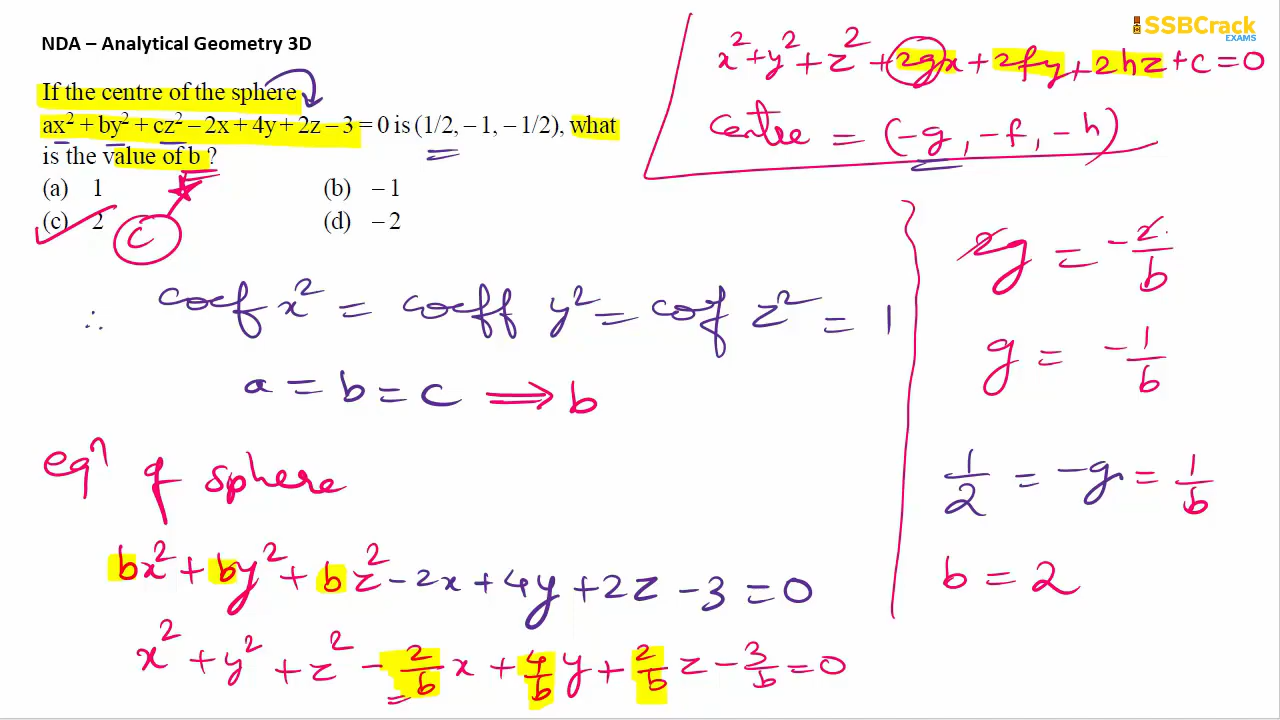 SSBCrack
EXAMS
NDA – Analytical Geometry 3D
If the centre of the sphere
ax² + by² + cz² – 2x + 4y + 2z – 3 = 0 is (1/2, – 1, – 1/2), what
is the value of b ?
(a) 1 (b) – 1
(c) 2 (d) – 2
C
x² + y² + z² + 2gx + 2fy + 2hz + c = 0
Centre = (-g, -f, -h)
∴ coef x² = coeff y² = cof z² = 1
a = b = c ⟹ b
eqⁿ of sphere
bx² + by² + bz² - 2x + 4y + 2z - 3 = 0
x² + y² + z² - 2/b x + 4/b y + 2/b z - 3/b = 0
2g = -2/b
g = -1/b
1/2 = -g = 1/b
b = 2